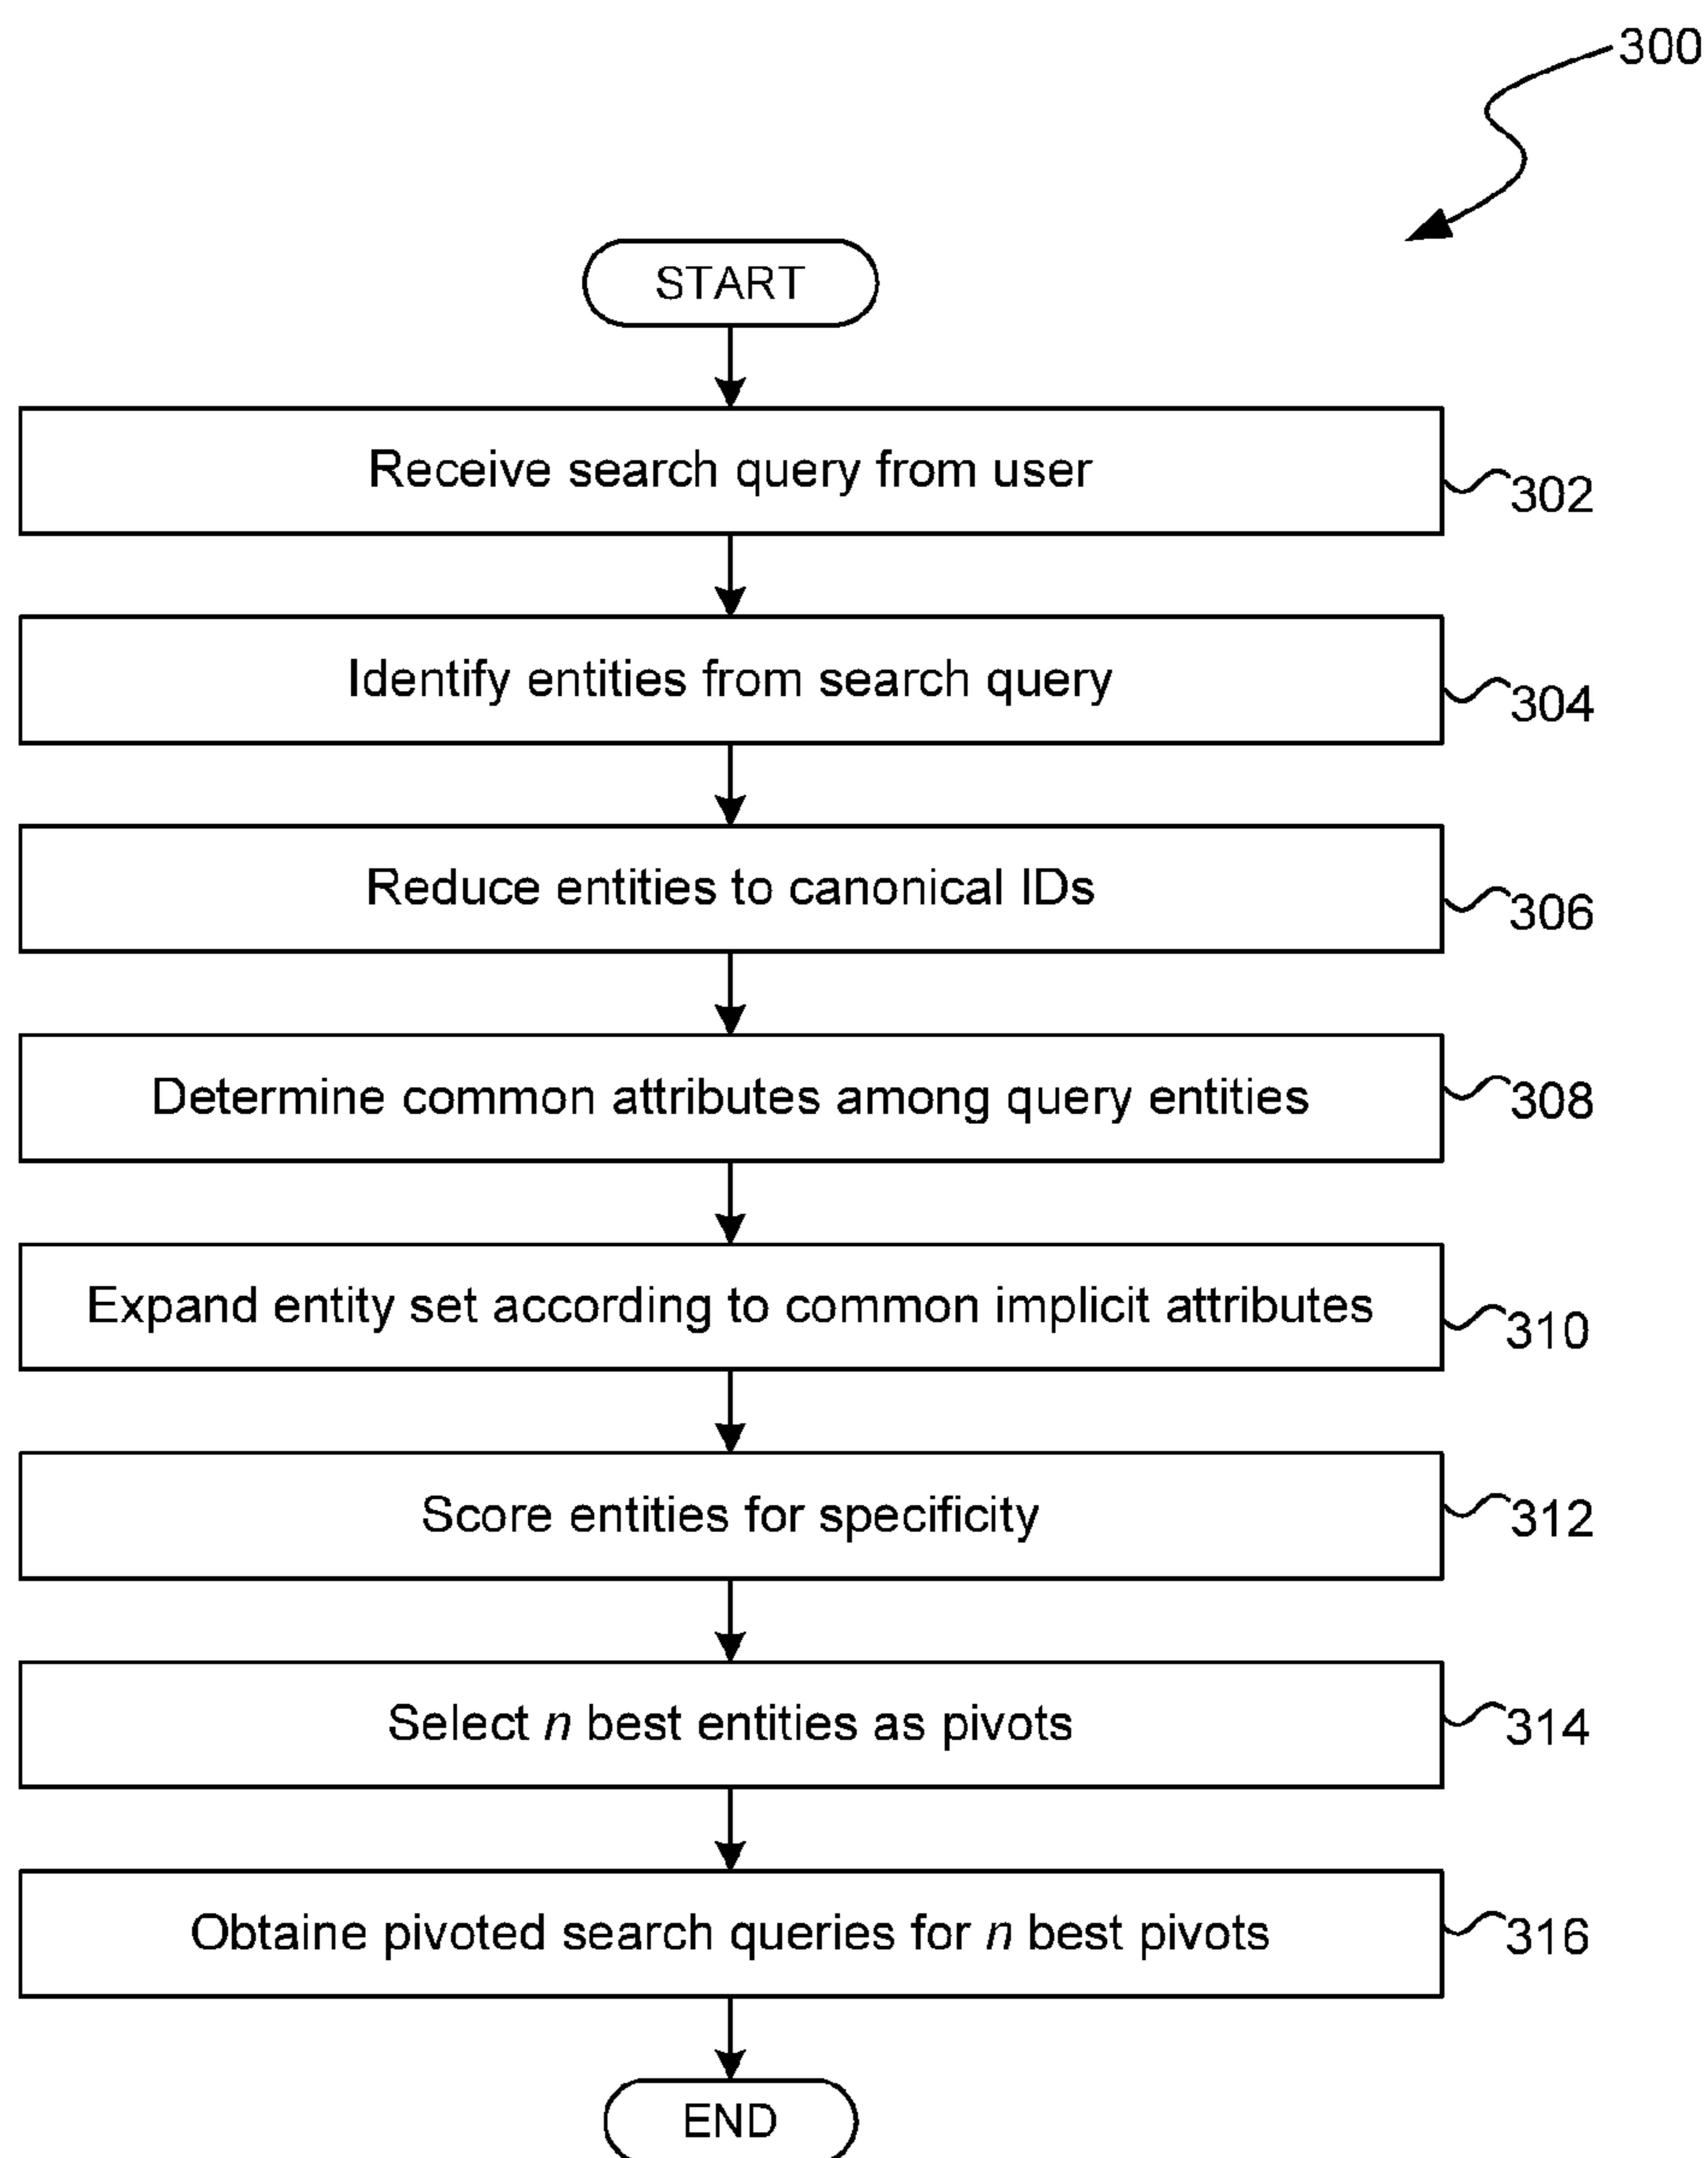 300
START
Receive search query from user
302
Identify entities from search query
304
Reduce entities to canonical IDs
306
Determine common attributes among query entities
308
Expand entity set according to common implicit attributes
310
Score entities for specificity
312
Select n best entities as pivots
314
Obtaine pivoted search queries for n best pivots
316
END